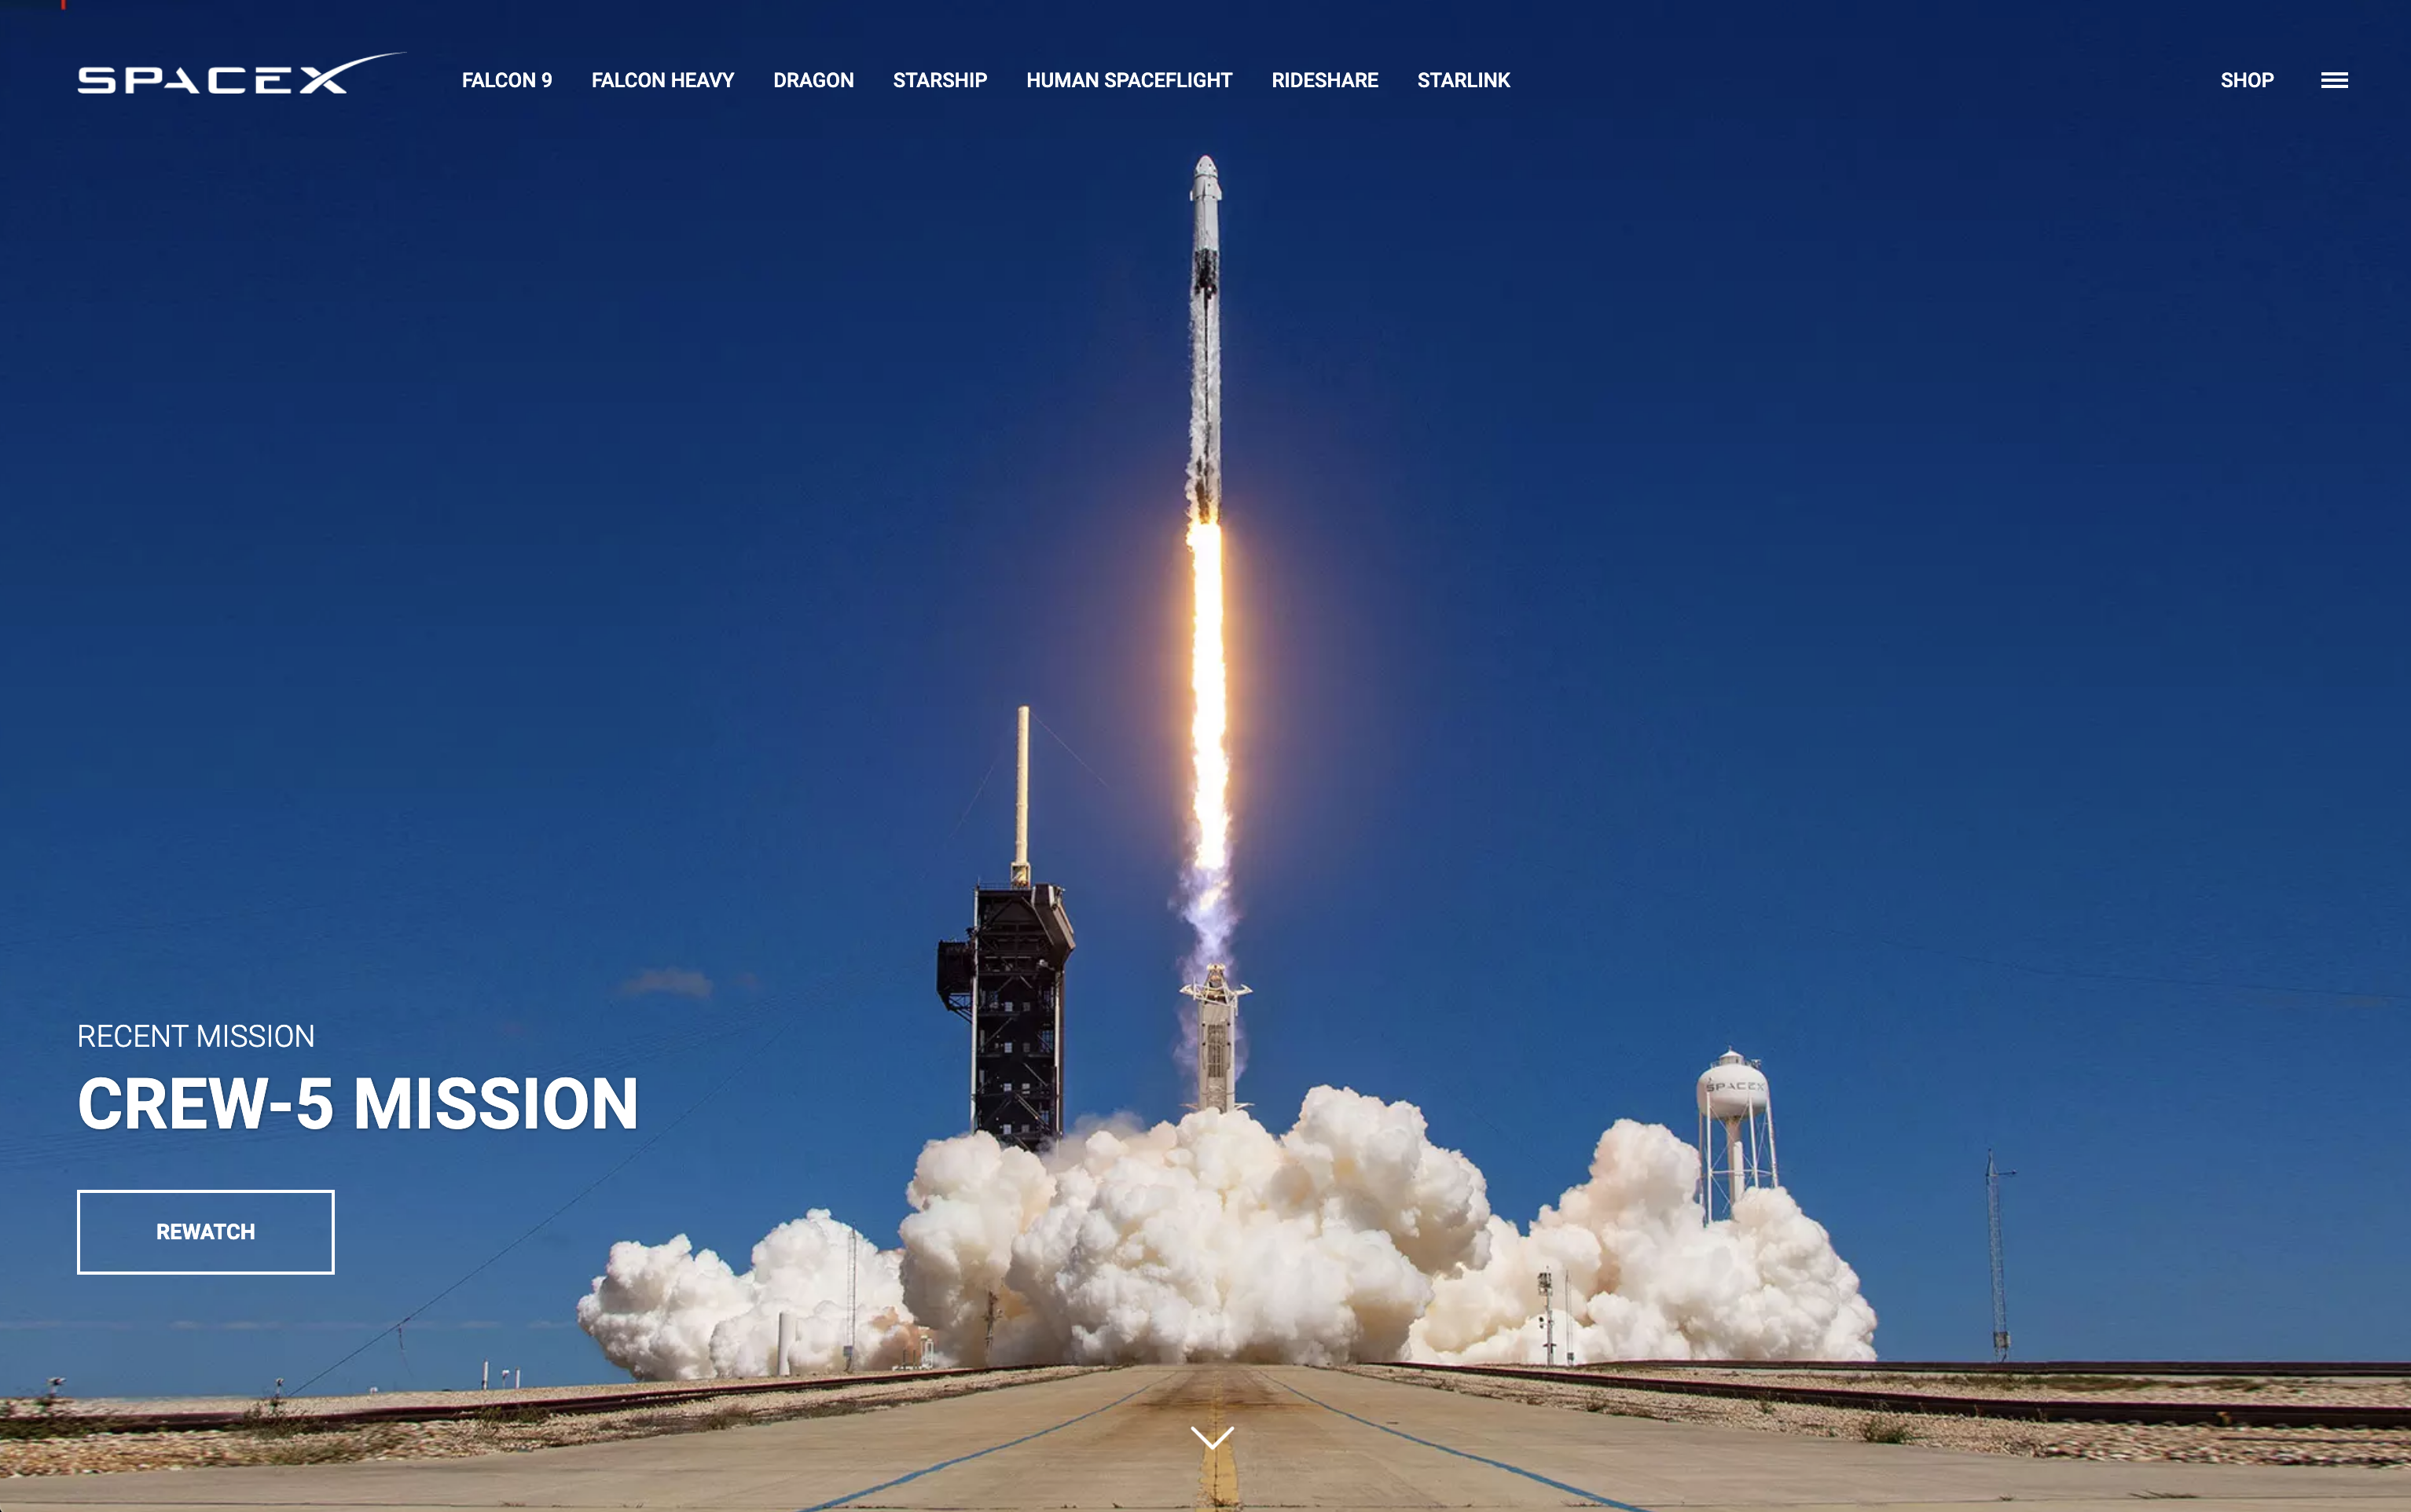 SPACEX
FALCON 9 FALCON HEAVY DRAGON STARSHIP HUMAN SPACEFLIGHT RIDESHARE STARLINK SHOP
RECENT MISSION
CREW-5 MISSION
SPACEX
REWATCH